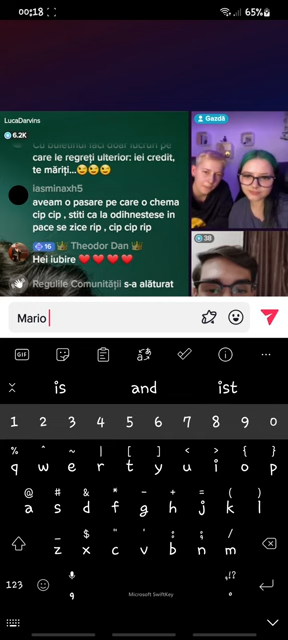 00:18
65%
LucaDarvins
6.2K
Cu buletinul faci doar lucruri pe
care le regreți ulterior: iei credit,
te măriți...😉😉😉
iasminaxh5
aveam o pasare pe care o chema
cip cip , stiti ca la odihnestese in
pace se zice rip , cip cip rip
16 👑 Theodor Dan 👑
Hei iubire ❤️❤️❤️❤️
Regulile Comunității s-a alăturat
Gazdă
38
Mario
GIF
is and ist
1 2 3 4 5 6 7 8 9 0
% ^ ~ | [ ] < > { }
q w e r t y u i o p
@ # & * - + = ( )
a s d f g h j k l
_ $ " ' : ; /
z x c v b n m
123 , Microsoft SwiftKey ,!? .